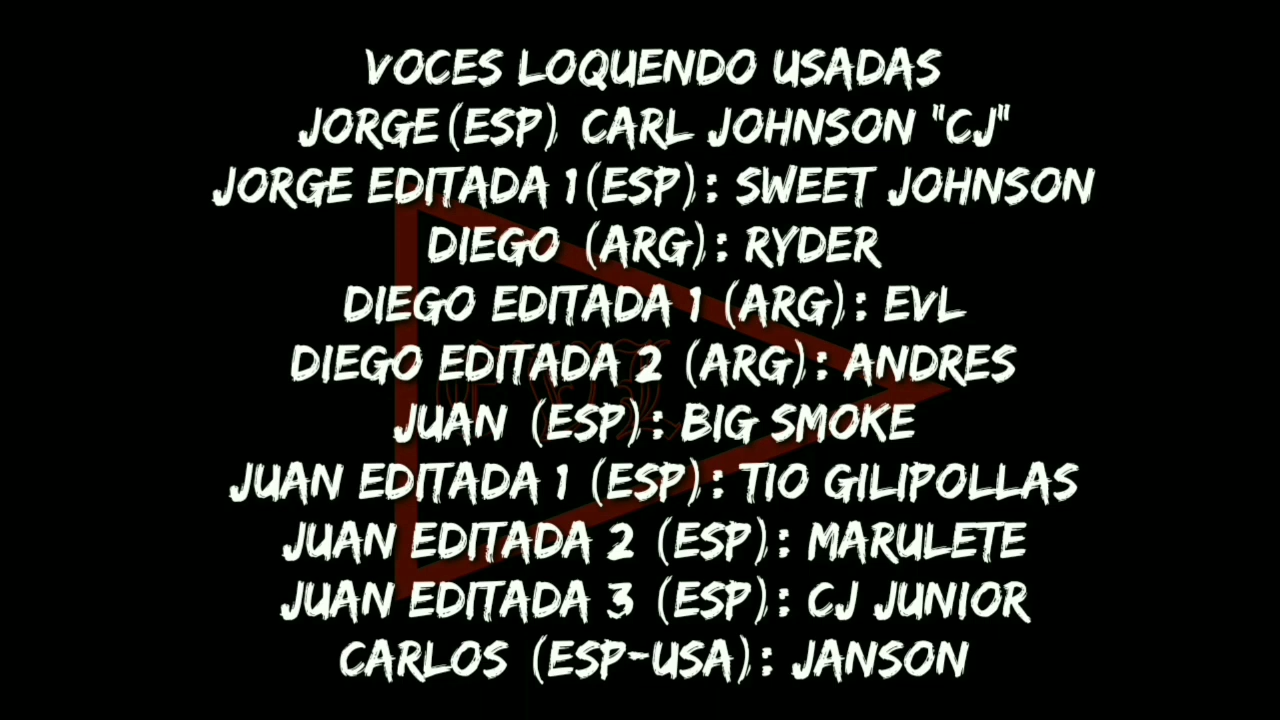 VOCES LOQUENDO USADAS
JORGE(ESP) CARL JOHNSON "CJ"
JORGE EDITADA 1(ESP): SWEET JOHNSON
DIEGO (ARG): RYDER
DIEGO EDITADA 1 (ARG): EVL
DIEGO EDITADA 2 (ARG): ANDRES
JUAN (ESP): BIG SMOKE
JUAN EDITADA 1 (ESP): TIO GILIPOLLAS
JUAN EDITADA 2 (ESP): MARULETE
JUAN EDITADA 3 (ESP): CJ JUNIOR
CARLOS (ESP-USA): JANSON